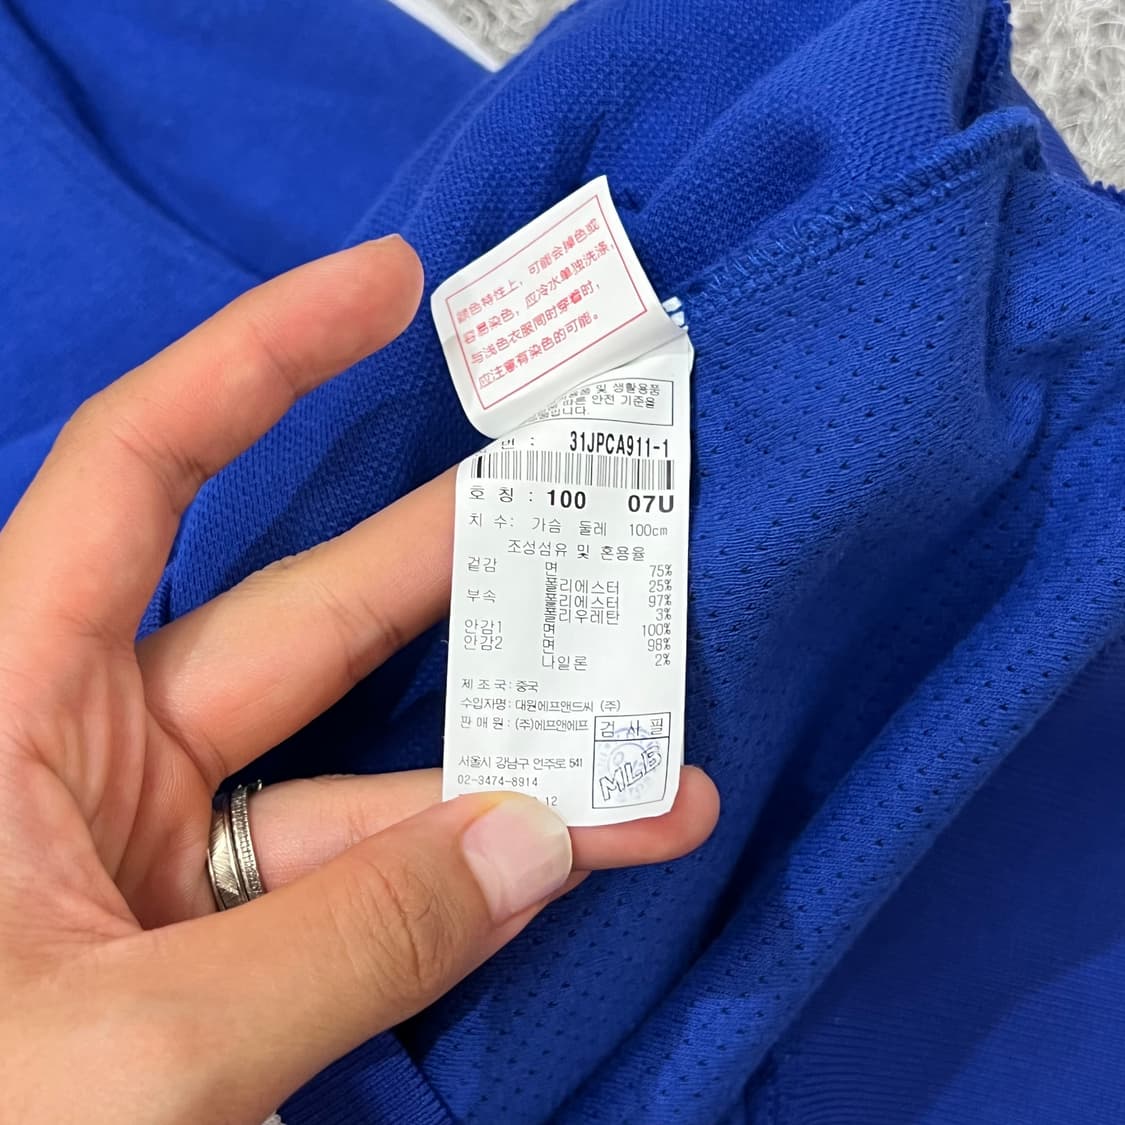 颜色特性上，可能会掉色或
容易染色，应冷水单独洗涤，
与浅色衣服同时穿着时，
应注意有染色的可能。
및 생활용품
따른 안전 기준을
31JPCA911-1
호 칭 : 100 07U
치 수: 가슴 둘레 100cm
조성섬유 및 혼용율
겉감 면 75%
폴리에스터 25%
부속 폴리에스터 97%
폴리우레탄 3%
안감1 면 100%
안감2 면 98%
나일론 2%
제 조 국: 중국
수입자명: 대원에프앤드씨 (주)
판 매 원: (주)에프앤에프
검 사 필
MLB
서울시 강남구 언주로 541
02-3474-8914
12